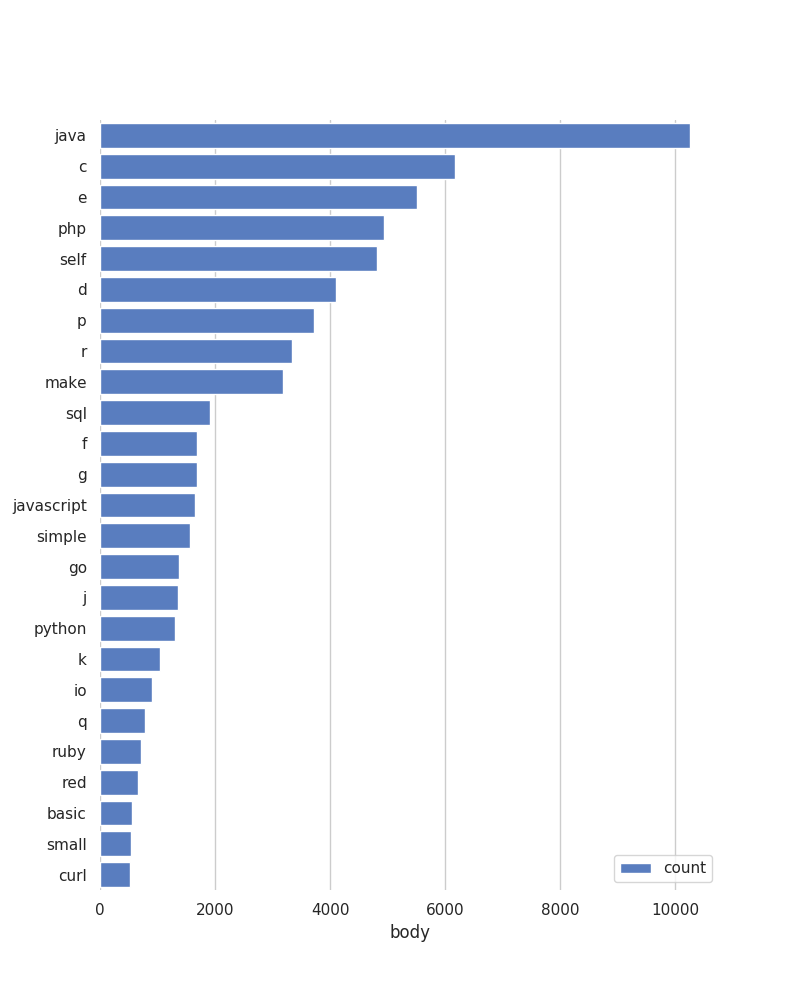 java
c
e
php
self
d
p
r
make
sql
f
g
javascript
simple
go
j
python
k
io
q
ruby
red
basic
small
curl
count
0 2000 4000 6000 8000 10000
body